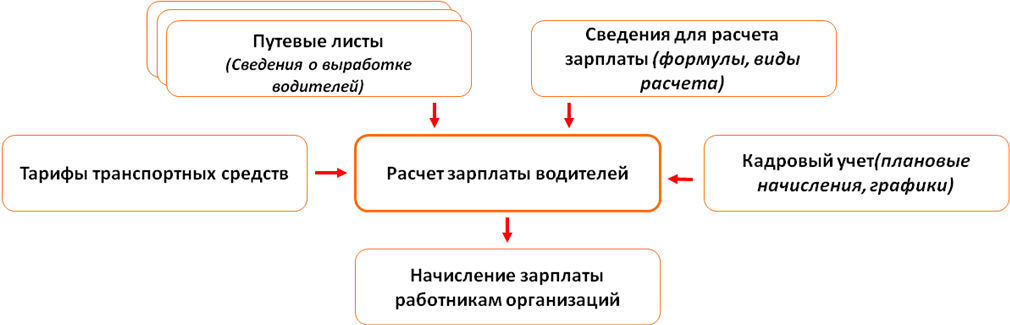 Путевые листы
(Сведения о выработке
водителей)
Сведения для расчета
зарплаты (формулы, виды
расчета)
Тарифы транспортных средств
Расчет зарплаты водителей
Кадровый учет(плановые
начисления, графики)
Начисление зарплаты
работникам организаций